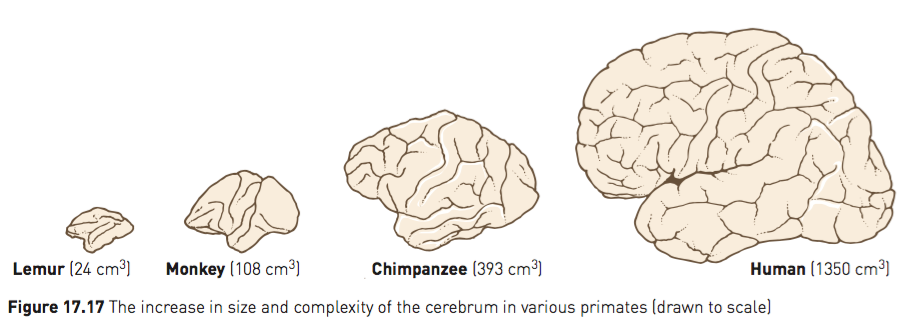 Lemur (24 cm³) Monkey (108 cm³) Chimpanzee (393 cm³) Human (1350 cm³)
Figure 17.17 The increase in size and complexity of the cerebrum in various primates (drawn to scale)